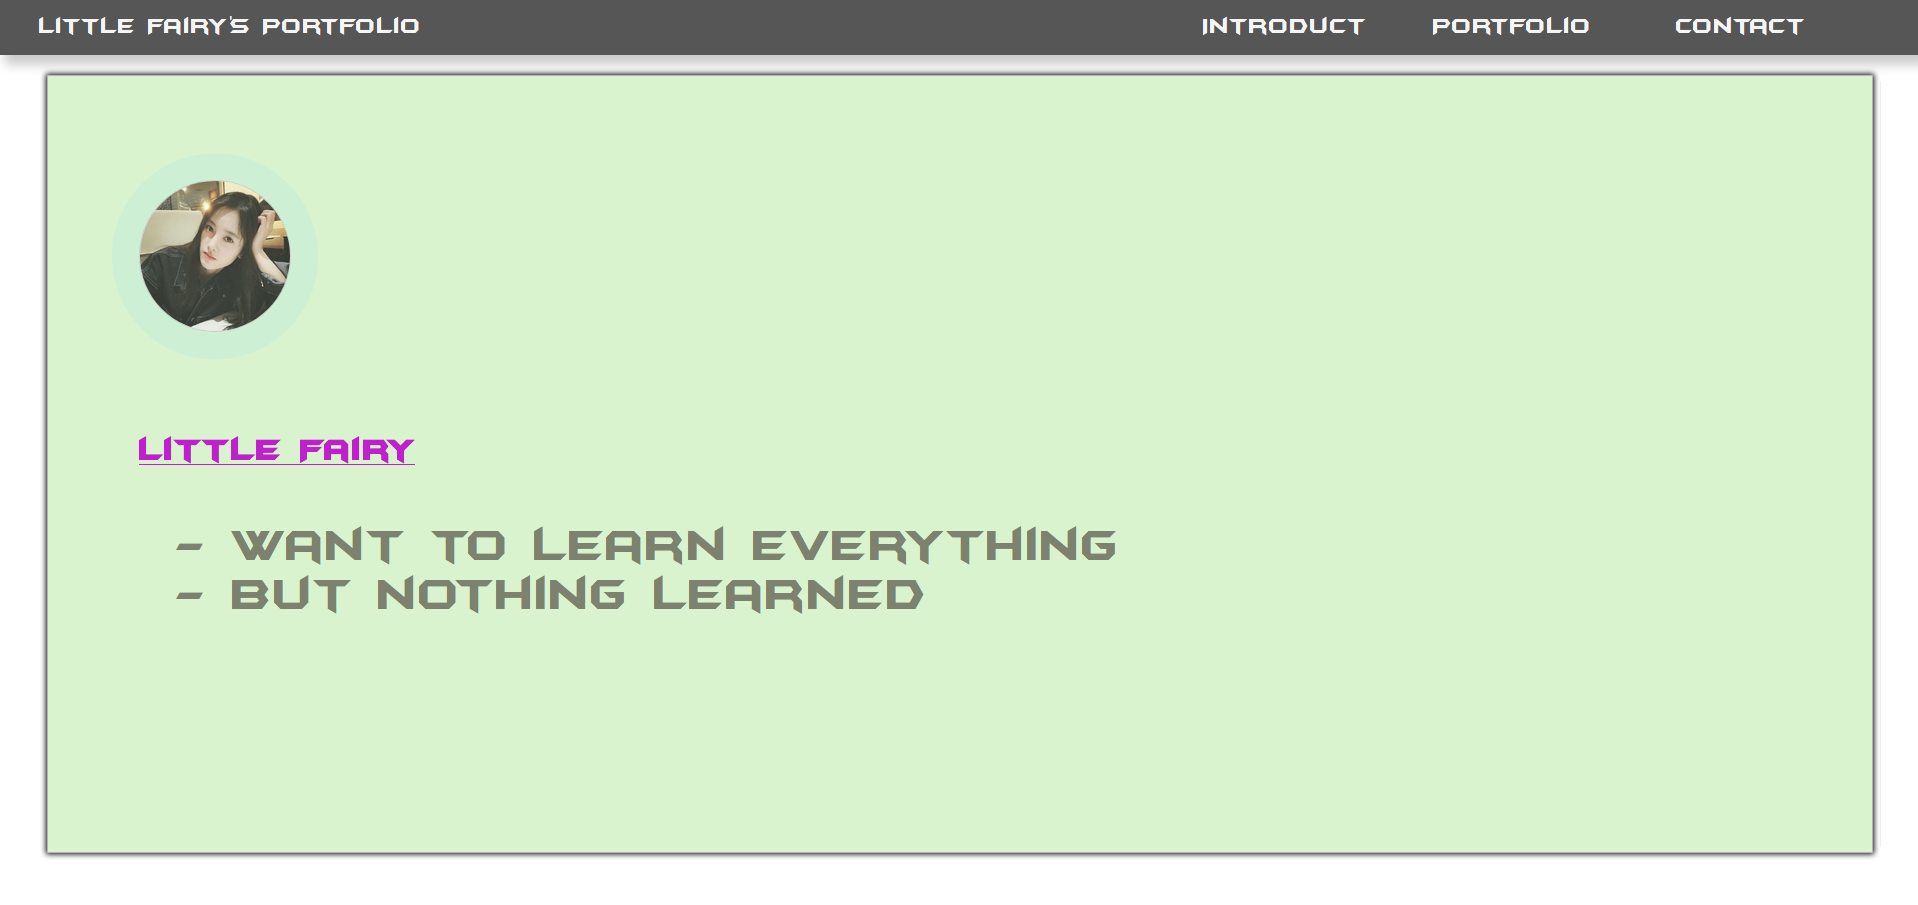 LITTLE FAIRY'S PORTFOLIO
INTRODUCT
PORTFOLIO
CONTACT
LITTLE FAIRY
- WANT TO LEARN EVERYTHING
- BUT NOTHING LEARNED